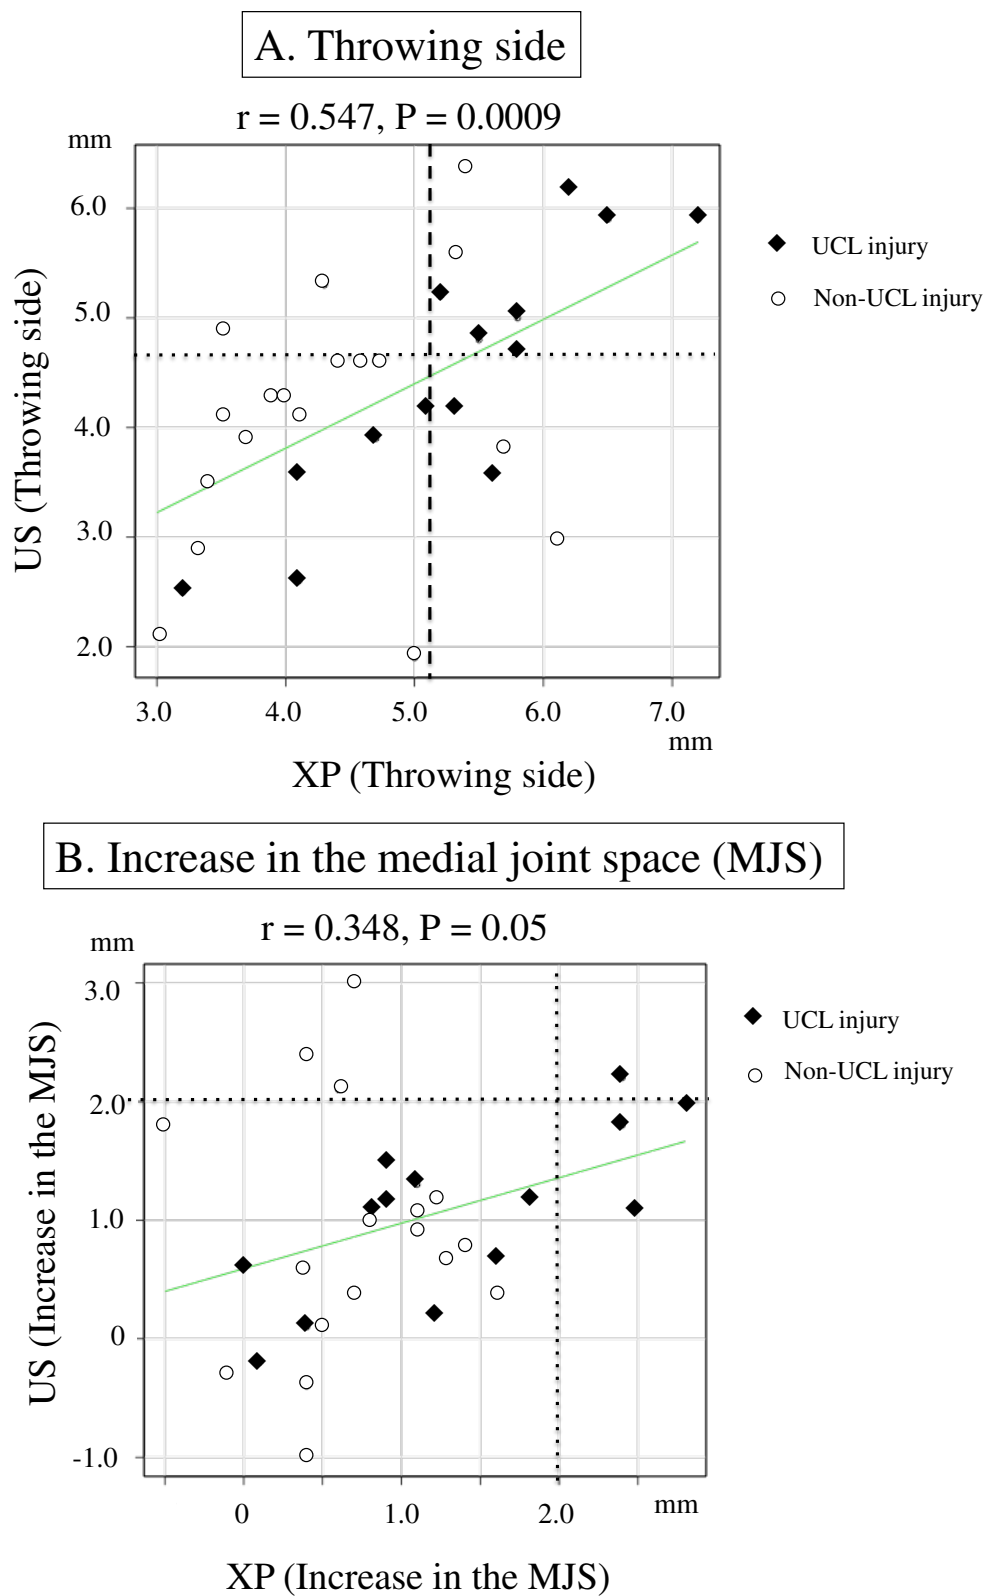 A. Throwing side
r = 0.547, P = 0.0009
mm
6.0
5.0
4.0
3.0
2.0
US (Throwing side)
UCL injury
Non-UCL injury
3.0 4.0 5.0 6.0 7.0
mm
XP (Throwing side)
B. Increase in the medial joint space (MJS)
r = 0.348, P = 0.05
mm
3.0
2.0
1.0
0
-1.0
US (Increase in the MJS)
UCL injury
Non-UCL injury
0 1.0 2.0 mm
XP (Increase in the MJS)